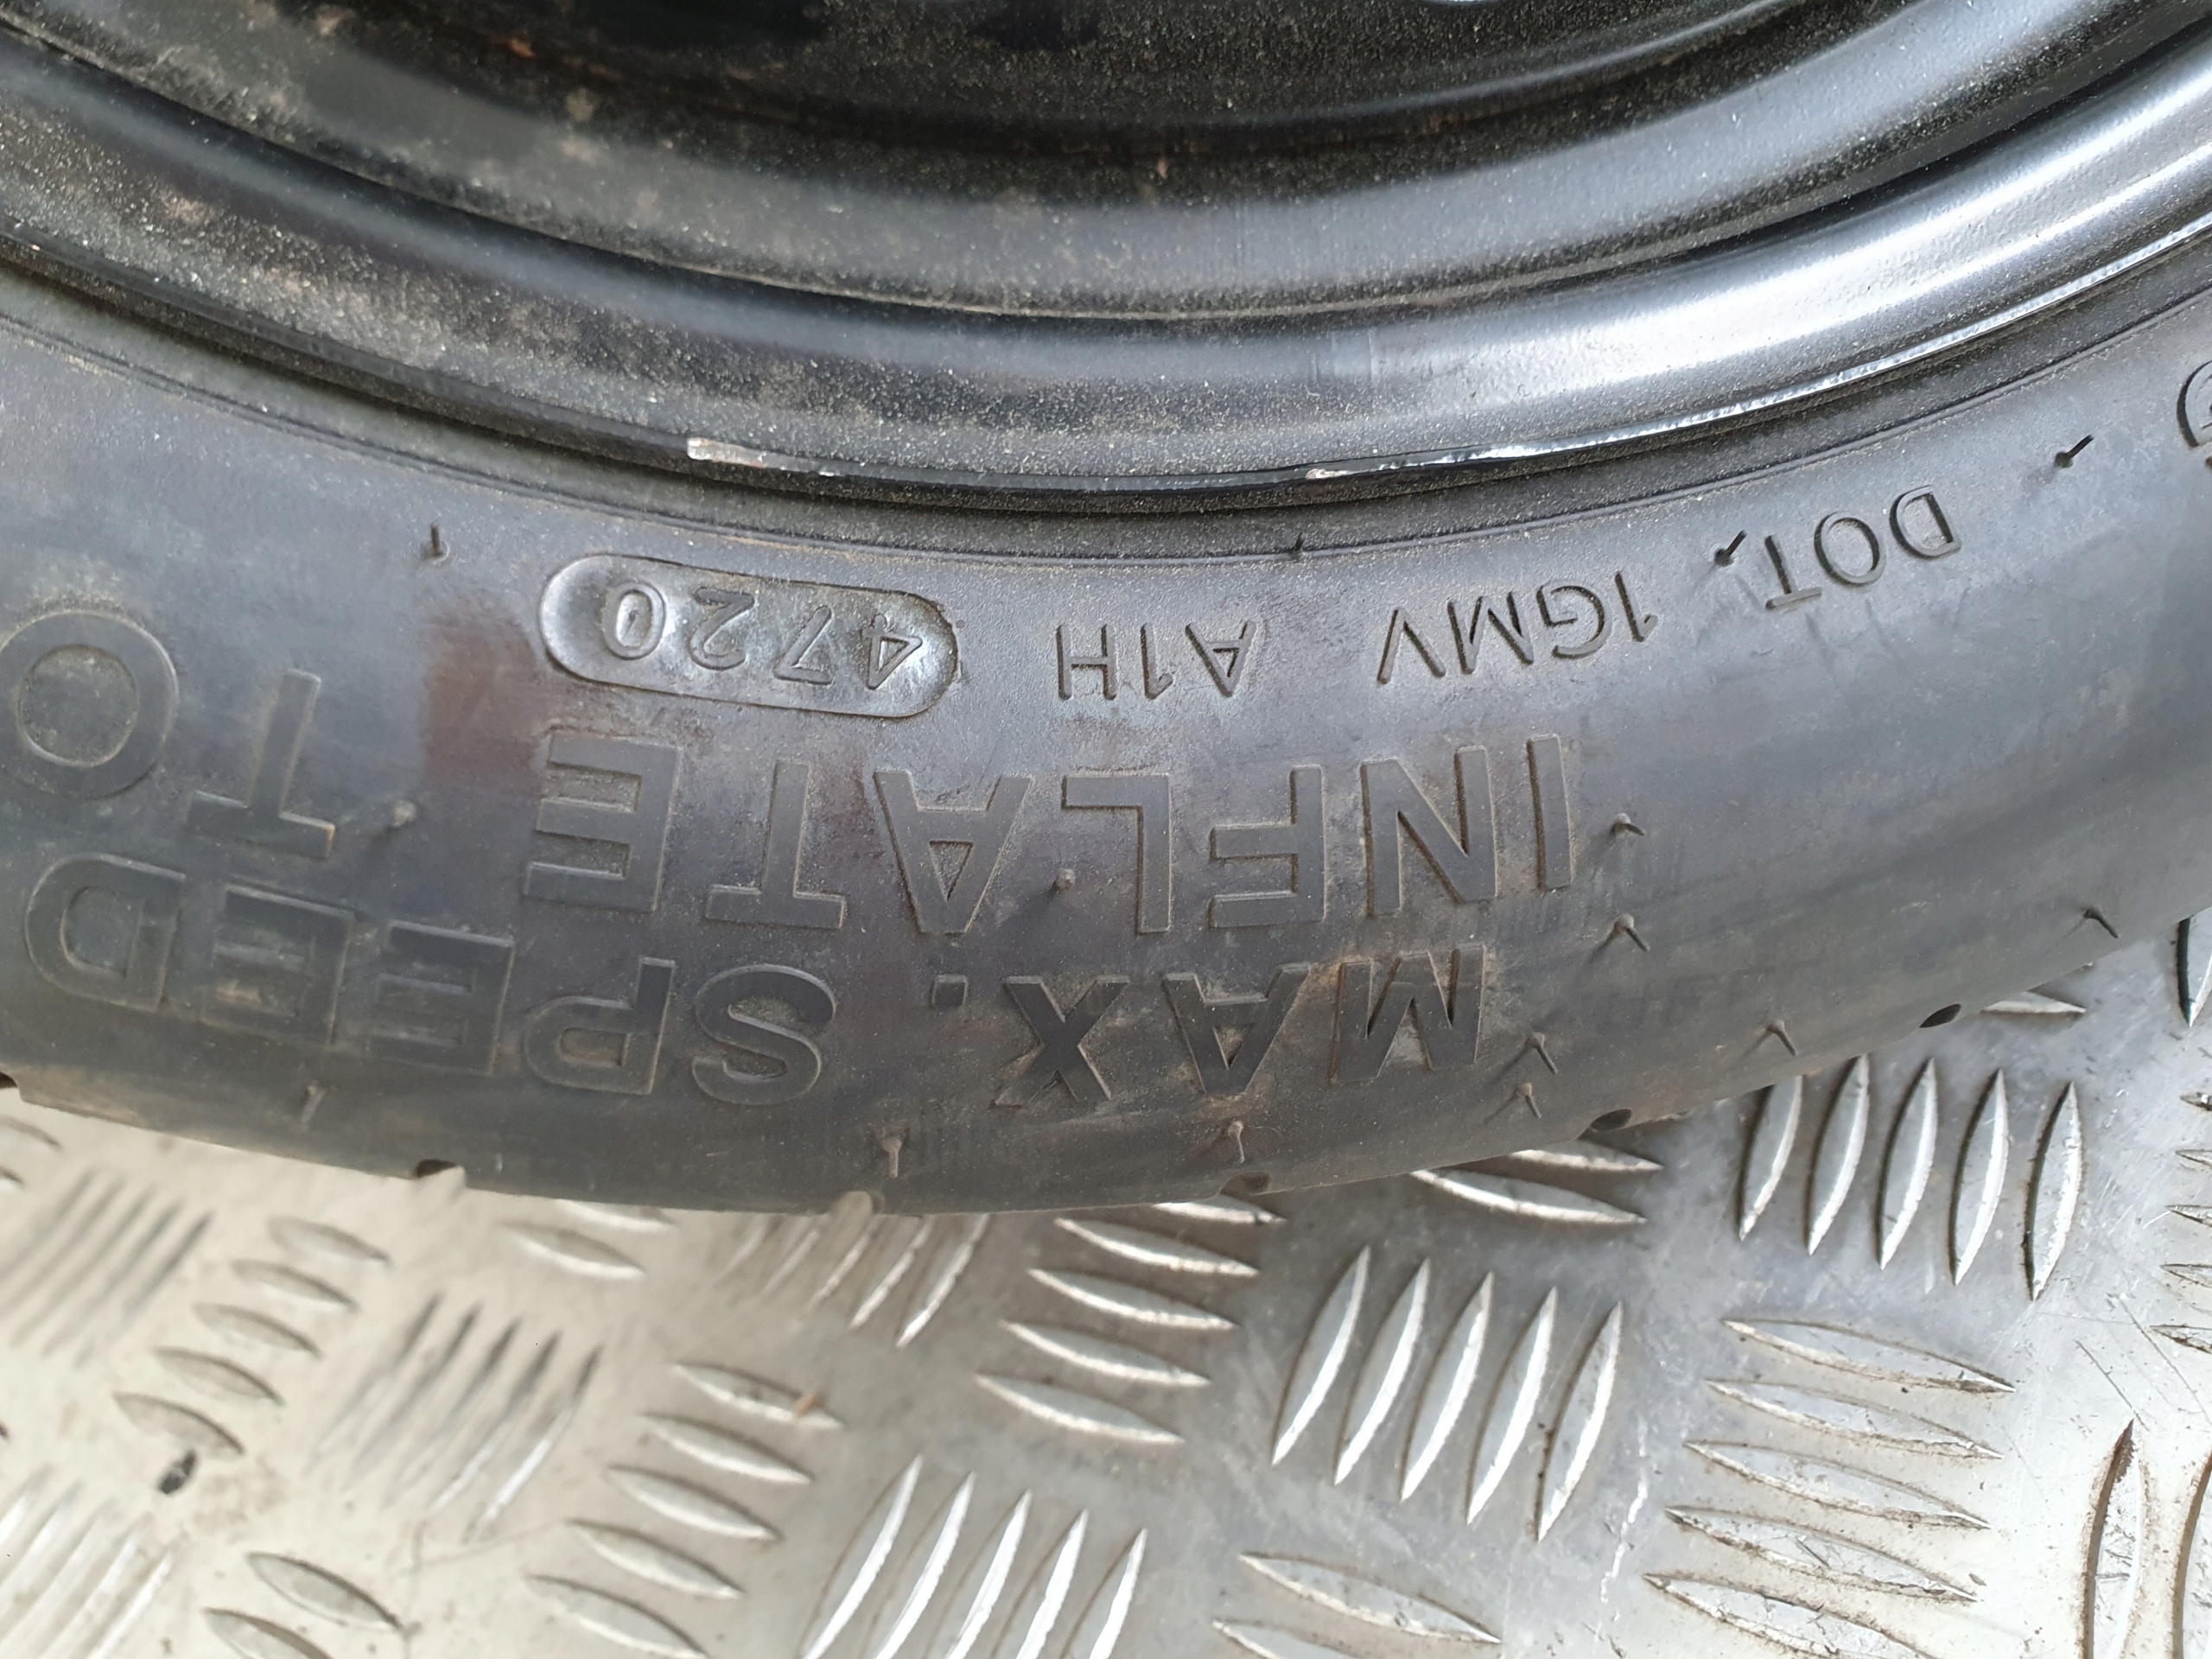 DOT 1GMV A1H 4720
INFLATE TO
MAX. SPEED